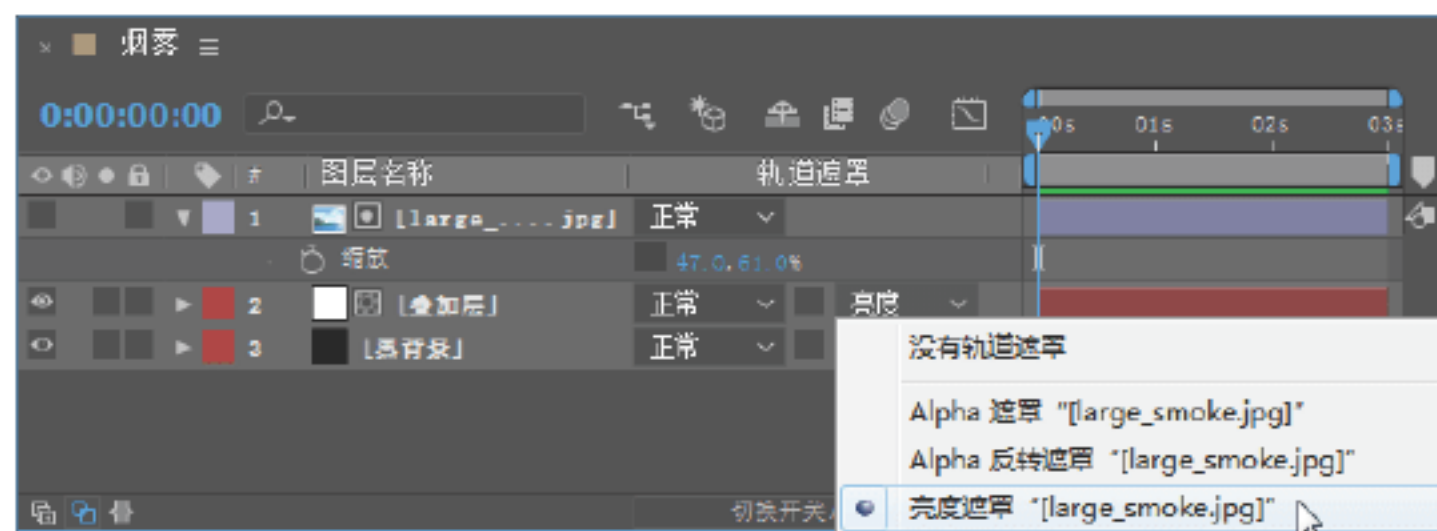 烟雾
0:00:00:00
00s 01s 02s 03s
# 图层名称 轨道遮罩
1 [large_....jpg] 正常
缩放 47.0,61.0%
2 [叠加层] 正常 亮度
3 [黑背景] 正常
没有轨道遮罩
Alpha 遮罩 "[large_smoke.jpg]"
Alpha 反转遮罩 "[large_smoke.jpg]"
亮度遮罩 "[large_smoke.jpg]"
切换开关